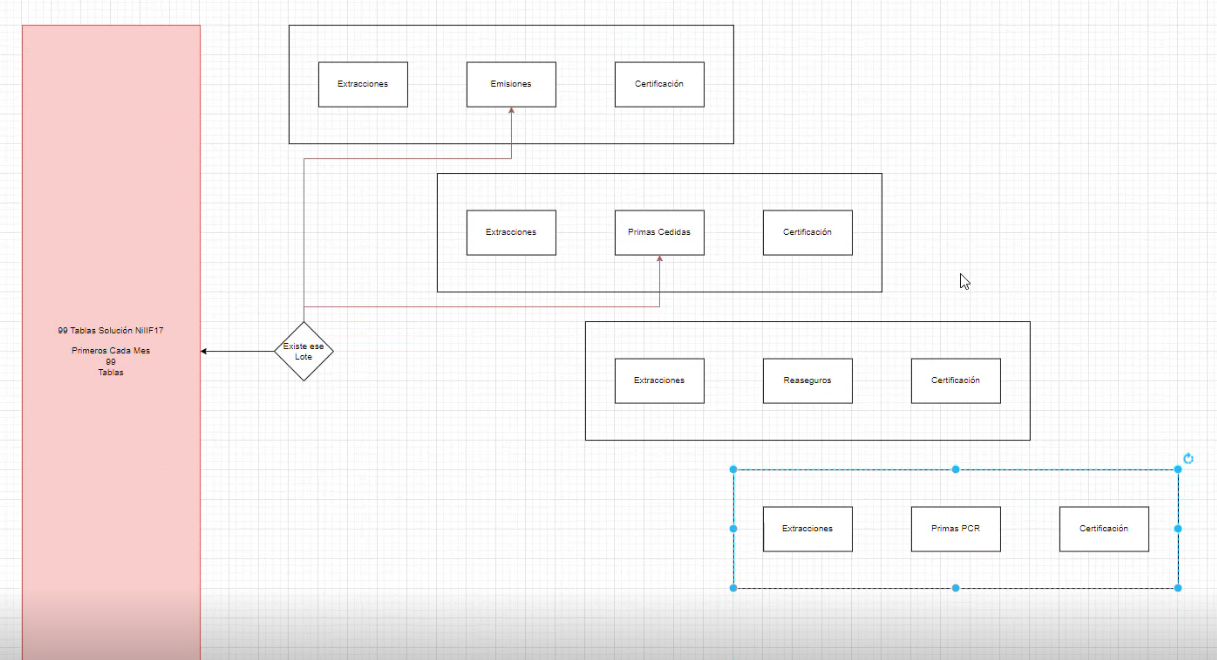 Extracciones
Emisiones
Certificación
Extracciones
Primas Cedidas
Certificación
99 Tablas Solución NiIIF17
Primeros Cada Mes
99
Tablas
Existe ese
Lote
Extracciones
Reaseguros
Certificación
Extracciones
Primas PCR
Certificación